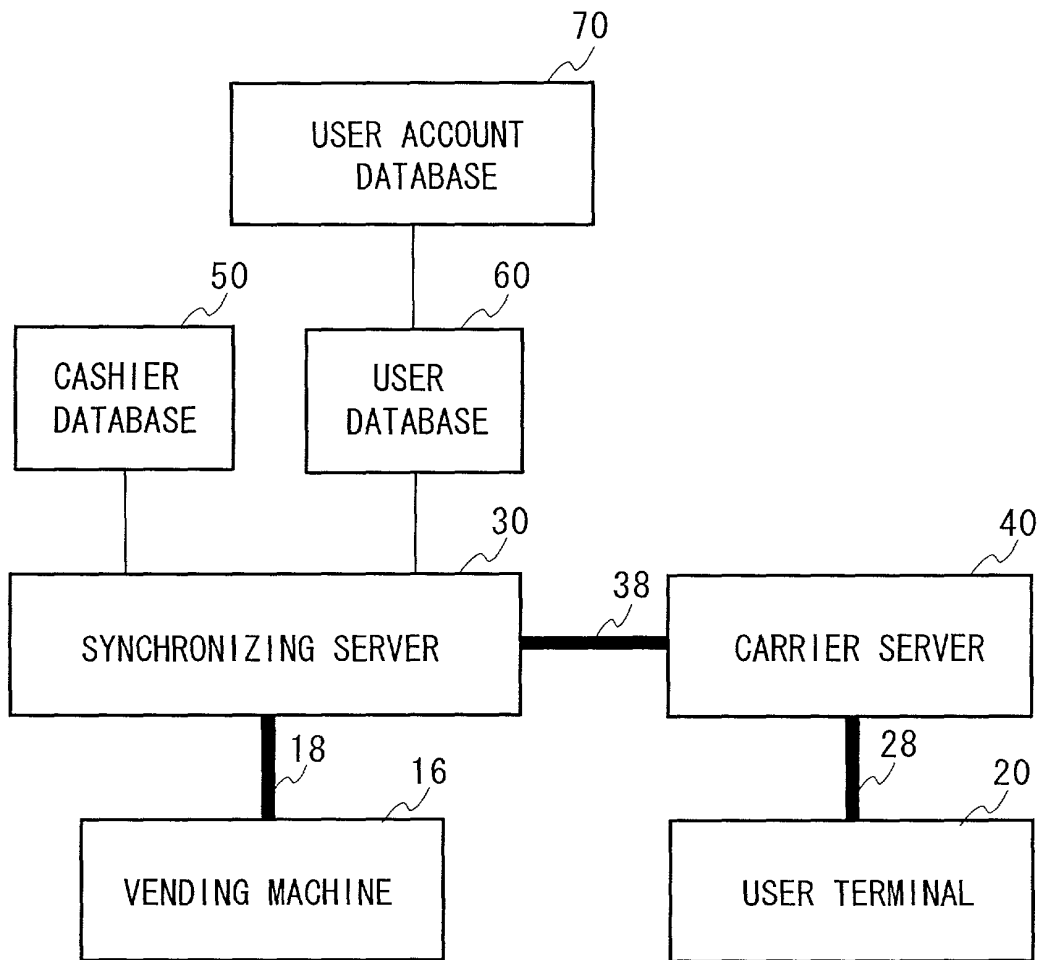 70
USER ACCOUNT
DATABASE
50
60
CASHIER
DATABASE
USER
DATABASE
30
40
38
SYNCHRONIZING SERVER
CARRIER SERVER
18
16
28
20
VENDING MACHINE
USER TERMINAL